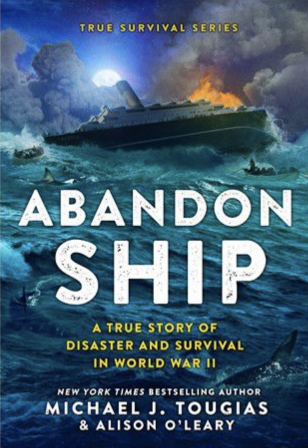 TRUE SURVIVAL SERIES
ABANDON
SHIP
A TRUE STORY OF
DISASTER AND SURVIVAL
IN WORLD WAR II
NEW YORK TIMES BESTSELLING AUTHOR
MICHAEL J. TOUGIAS
& ALISON O'LEARY